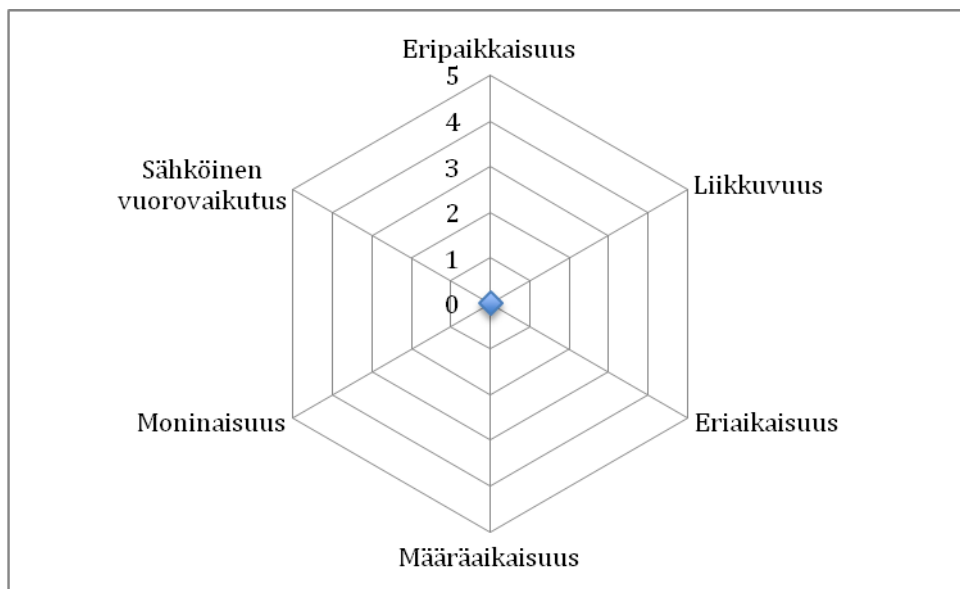 Eripaikkaisuus
5
4
3
2
1
0
Liikkuvuus
Eriaikaisuus
Määräaikaisuus
Moninaisuus
Sähköinen
vuorovaikutus